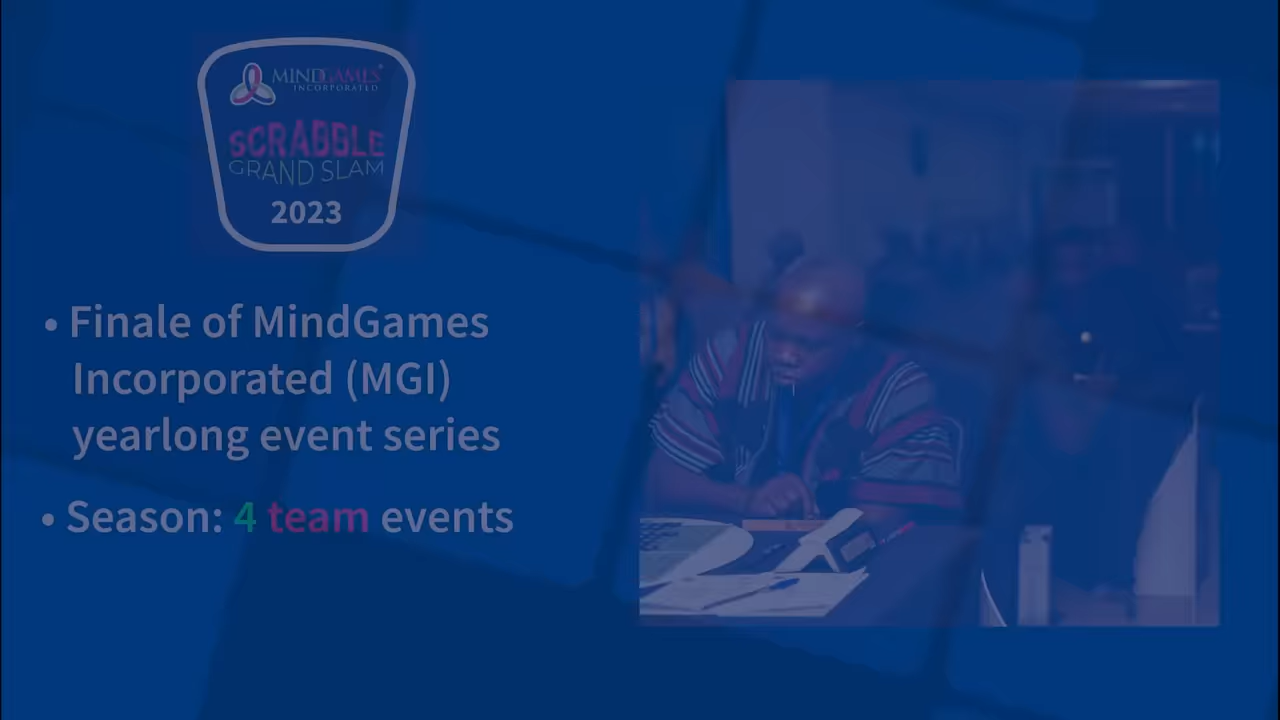 MINDGAMES
INCORPORATED
SCRABBLE
GRAND SLAM
2023
• Finale of MindGames
Incorporated (MGI)
yearlong event series
• Season: 4 team events